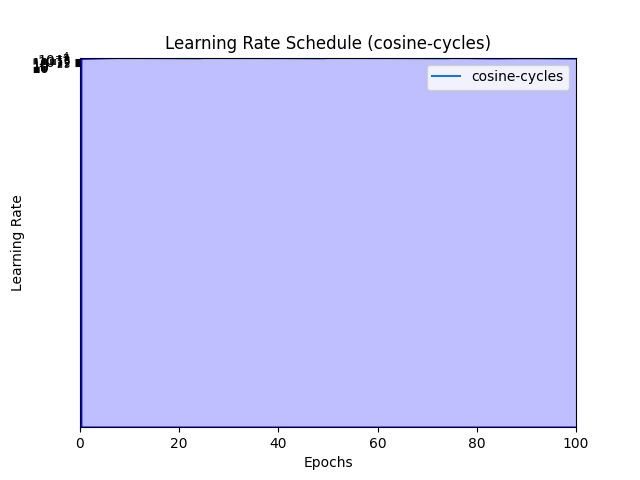 Learning Rate Schedule (cosine-cycles)
cosine-cycles
Learning Rate
0 20 40 60 80 100
Epochs